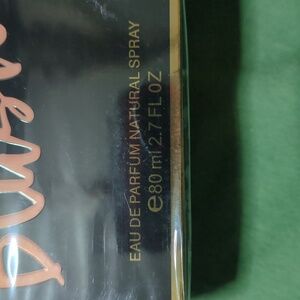 EAU DE PARFUM NATURAL SPRAY
℮80 ml 2.7 FL OZ